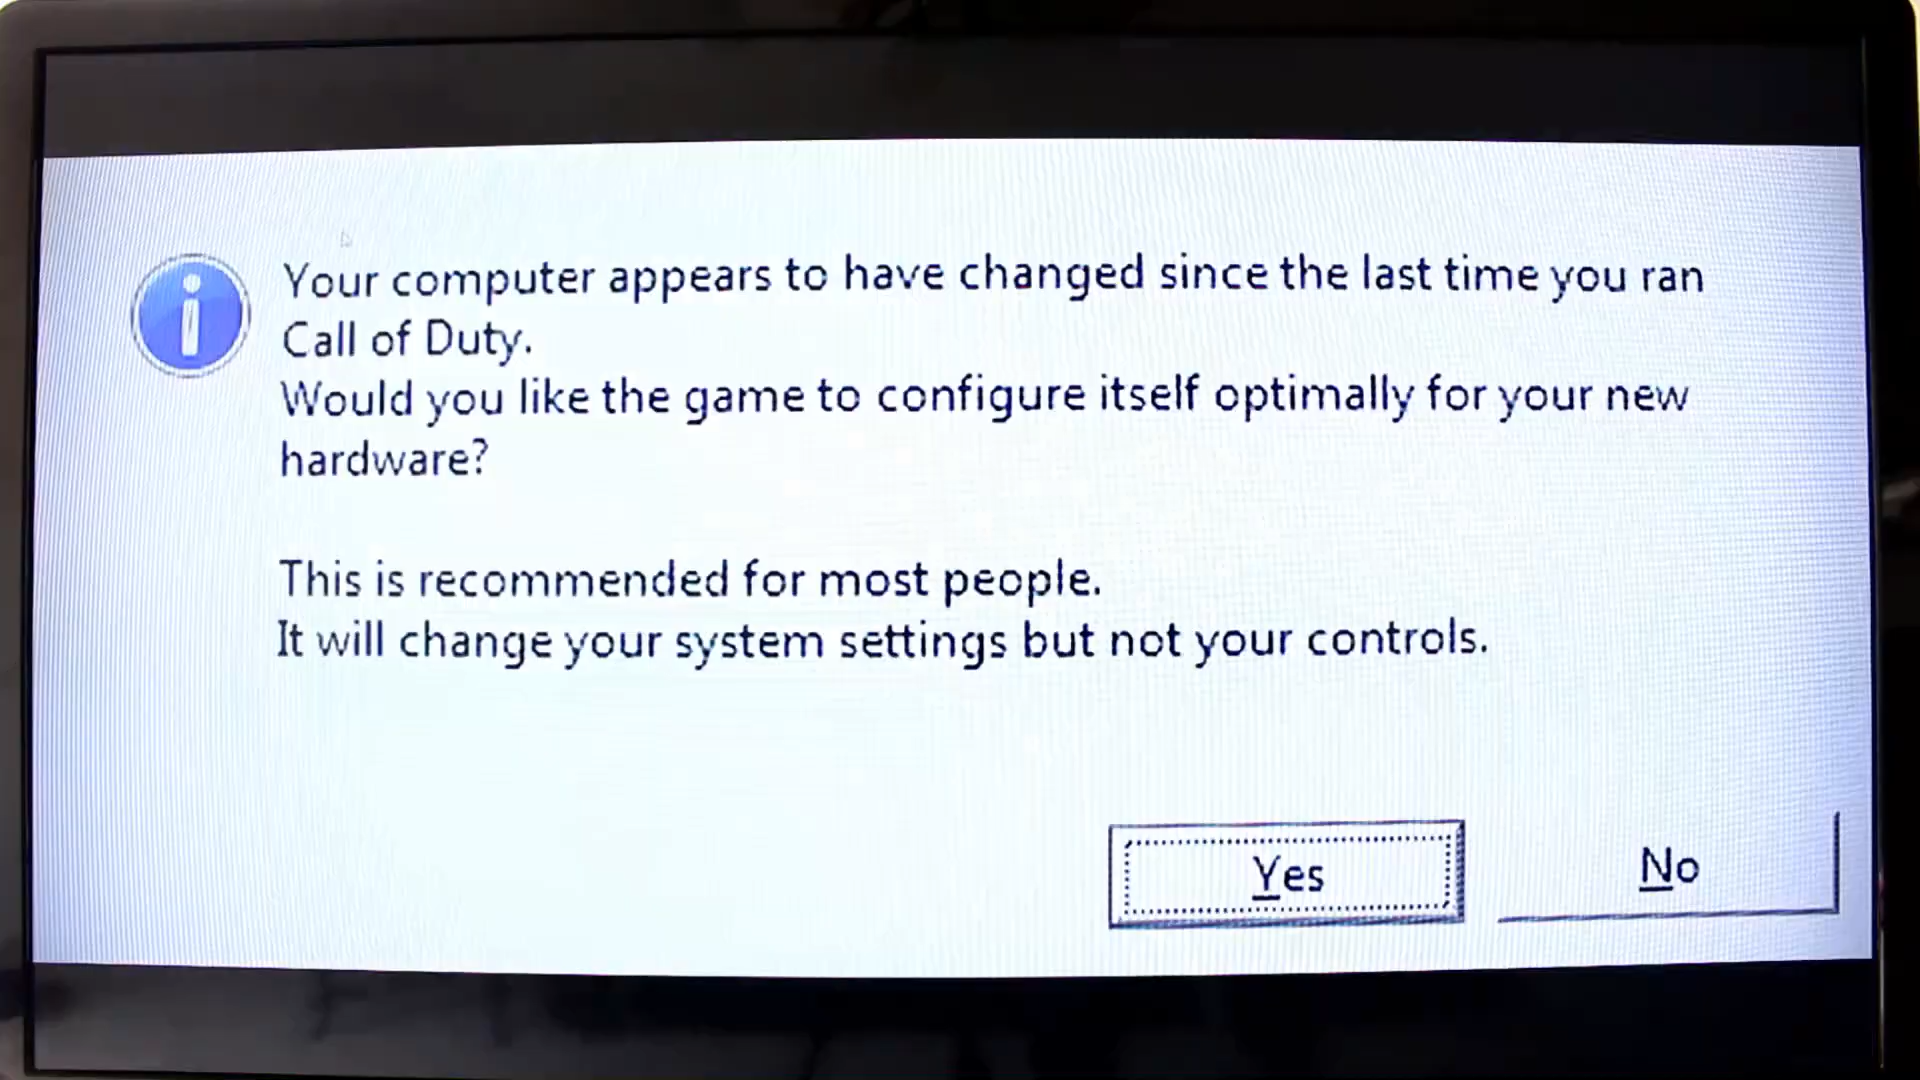 Your computer appears to have changed since the last time you ran
Call of Duty.
Would you like the game to configure itself optimally for your new
hardware?
This is recommended for most people.
It will change your system settings but not your controls.
Yes
No